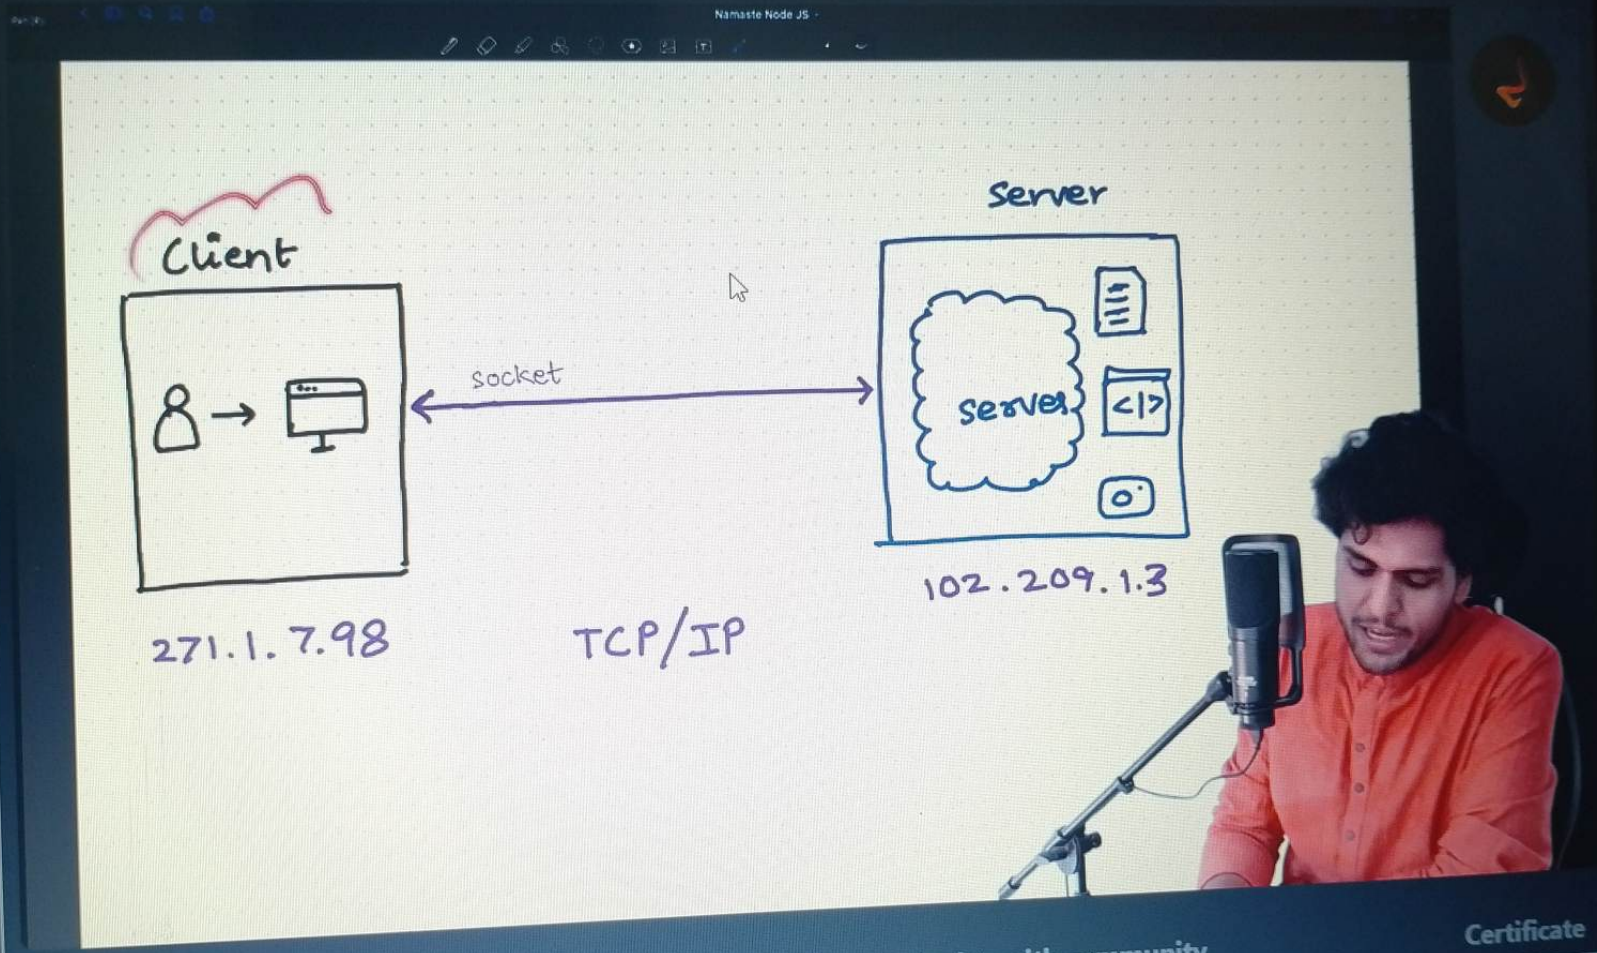 Namaste Node JS
Server
Client
socket
server
<|>
102.209.1.3
271.1.7.98
TCP/IP
Certificate